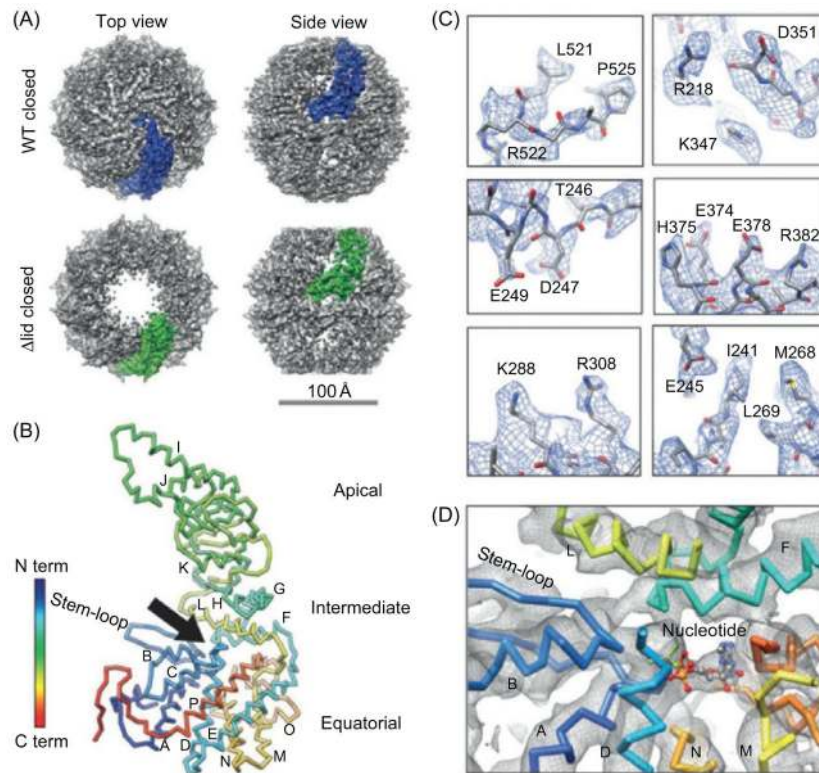 (A)
Top view
Side view
WT closed
Δlid closed
100 Å
(B)
I
J
Apical
K
G
L
H
F
Intermediate
N term
Stem-loop
B
C
P
A
D
E
N
M
O
Equatorial
C term
(C)
L521
P525
R522
D351
R218
K347
T246
E249
D247
H375
E374
E378
R382
K288
R308
E245
I241
M268
L269
(D)
L
F
Stem-loop
Nucleotide
B
A
D
N
M